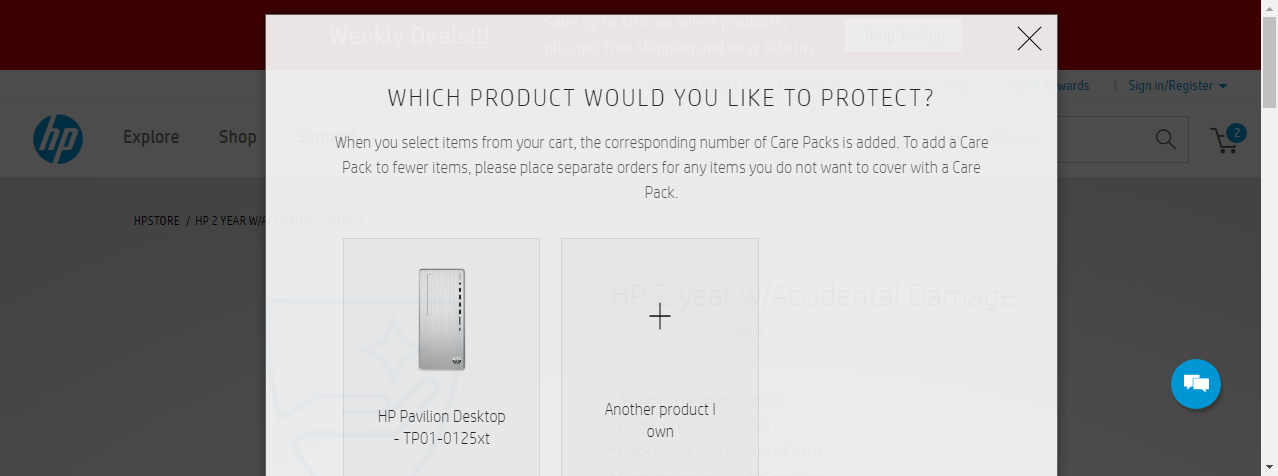 Weekly Deals!!!
Save up to 50% on select products,
plus get free shipping and easy returns.
Shop Today!
Rewards
Sign in/Register
hp
Explore
Shop
Support
2
WHICH PRODUCT WOULD YOU LIKE TO PROTECT?
When you select items from your cart, the corresponding number of Care Packs is added. To add a Care
Pack to fewer items, please place separate orders for any items you do not want to cover with a Care
Pack.
HPSTORE / HP 2 YEAR W/ACCIDENTAL DAMAGE
HP 2 year w/Accidental Damage
HP Pavilion Desktop
- TP01-0125xt
Another product I
own